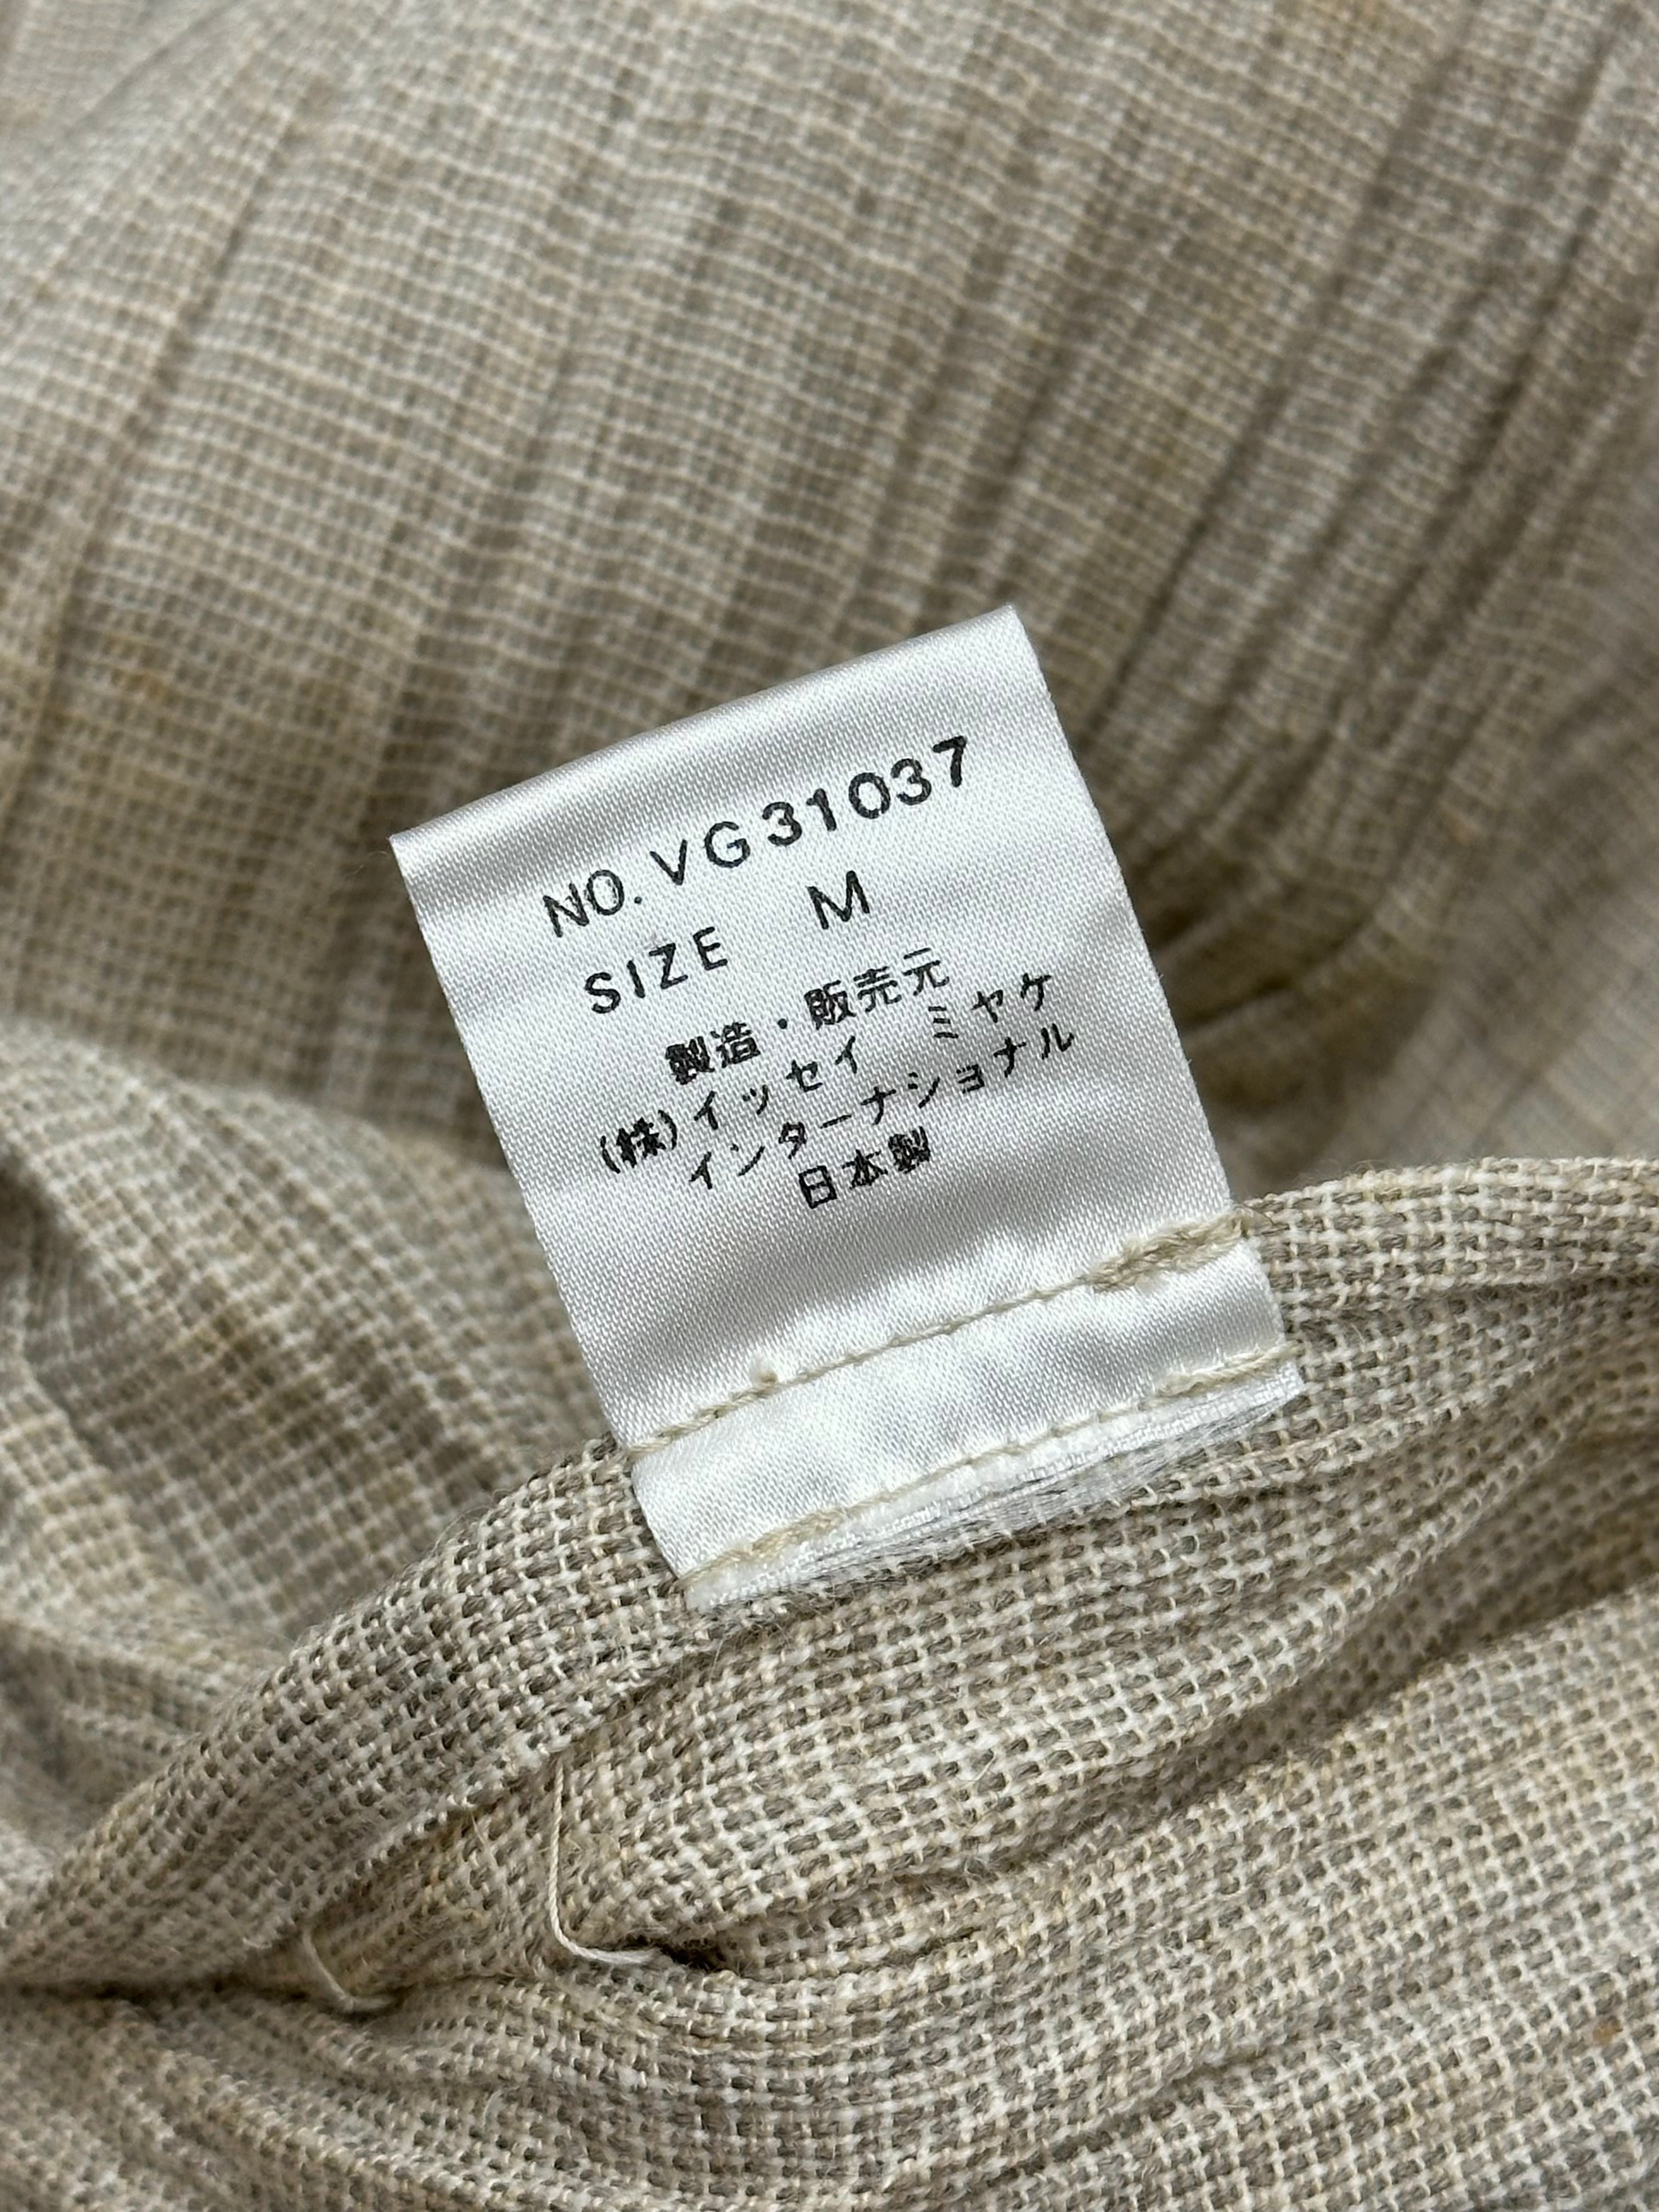 NO. VG31037
SIZE M
製造・販売元
(株)イッセイ ミヤケ
インターナショナル
日本製